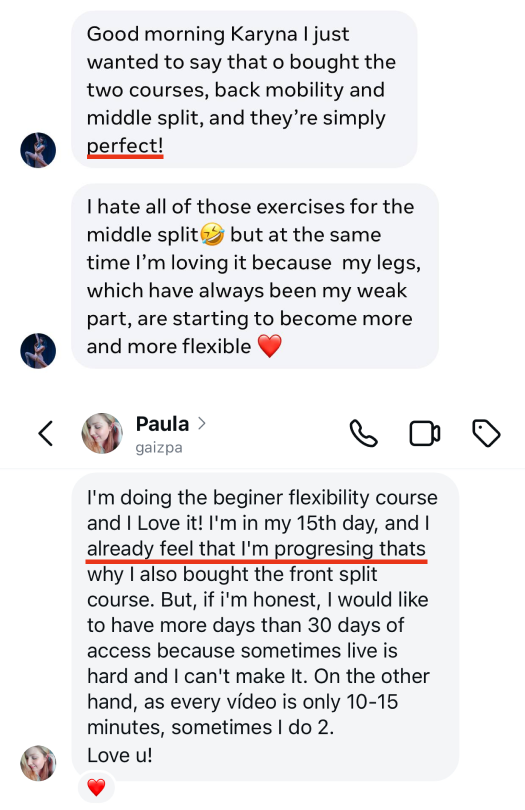 Good morning Karyna I just
wanted to say that o bought the
two courses, back mobility and
middle split, and they’re simply
perfect!
I hate all of those exercises for the
middle split🤣 but at the same
time I’m loving it because  my legs,
which have always been my weak
part, are starting to become more
and more flexible ❤️
Paula
gaizpa
I'm doing the beginer flexibility course
and I Love it! I'm in my 15th day, and I
already feel that I'm progresing thats
why I also bought the front split
course. But, if i'm honest, I would like
to have more days than 30 days of
access because sometimes live is
hard and I can't make It. On the other
hand, as every vídeo is only 10-15
minutes, sometimes I do 2.
Love u!
❤️